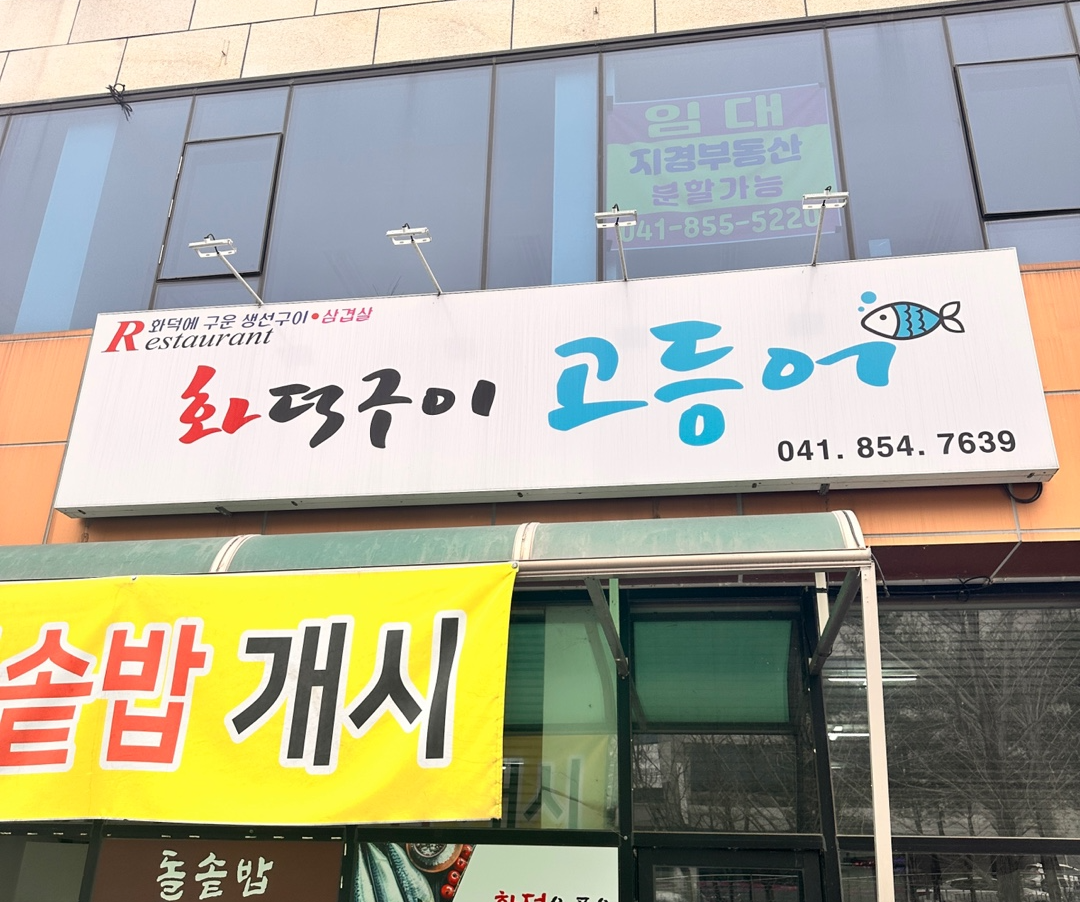 임 대
지경부동산
분할가능
041-855-5220
화덕에 구운 생선구이•삼겹살
Restaurant
화덕구이 고등어
041. 854. 7639
솥밥 개시
돌솥밥